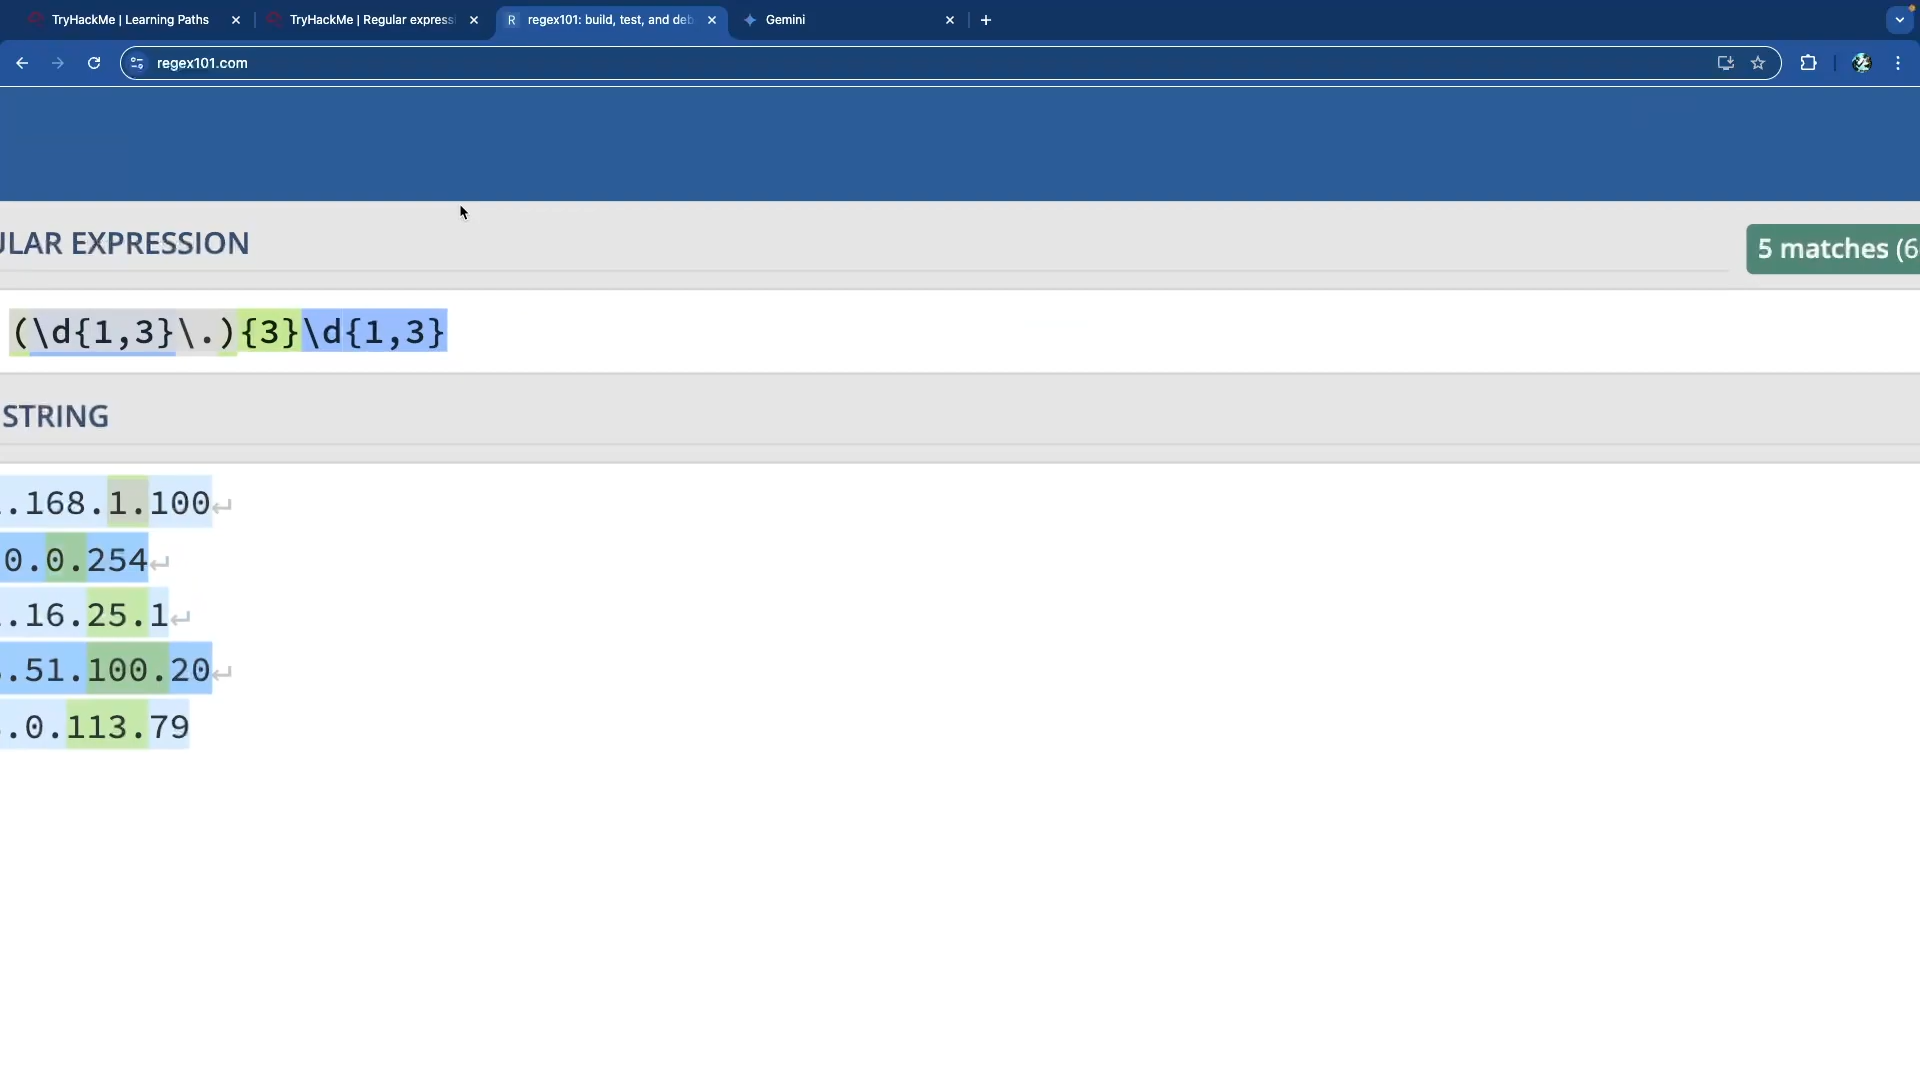 TryHackMe | Learning Paths
TryHackMe | Regular expressi
regex101: build, test, and deb
Gemini
regex101.com
ULAR EXPRESSION
5 matches (6
(\d{1,3}\.){3}\d{1,3}
STRING
.168.1.100
0.0.254
.16.25.1
.51.100.20
.0.113.79